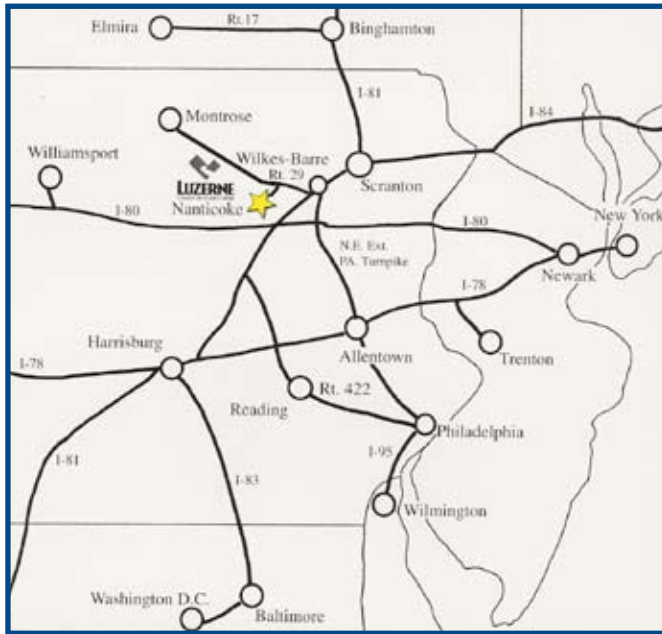 Elmira
Rt.17
Binghamton
I-81
Montrose
I-84
Williamsport
Wilkes-Barre
Rt. 29
Scranton
LUZERNE
Nanticoke
I-80
I-80
New York
N.E. Ext.
PA. Turnpike
Newark
I-78
Harrisburg
Allentown
Trenton
I-78
Rt. 422
Reading
Philadelphia
I-95
I-81
I-83
Wilmington
Washington D.C.
Baltimore